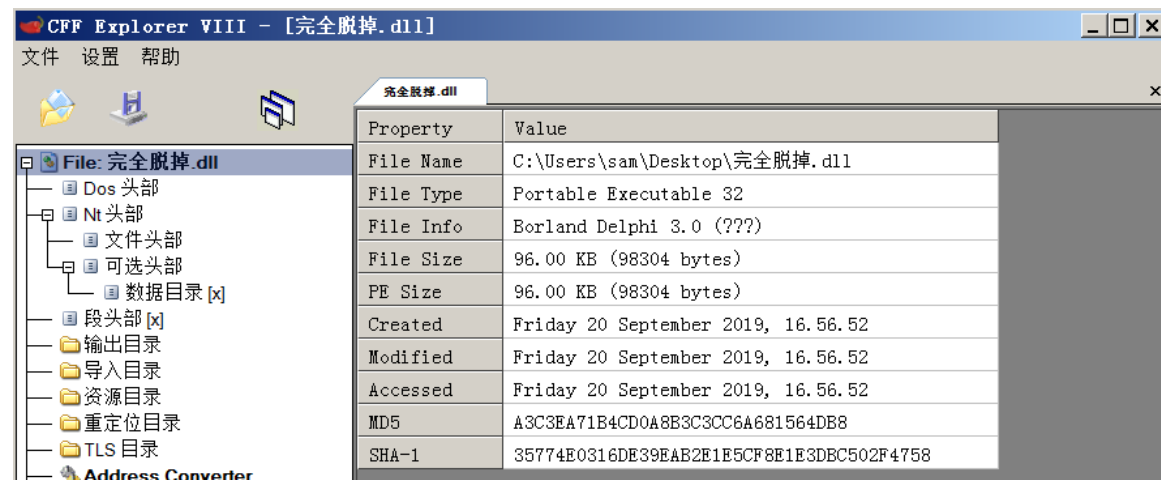 CFF Explorer VIII - [完全脱掉.dll]
文件 设置 帮助
完全脱掉.dll
Property Value
File: 完全脱掉.dll
File Name C:\Users\sam\Desktop\完全脱掉.dll
Dos 头部
File Type Portable Executable 32
Nt 头部
File Info Borland Delphi 3.0 (???)
文件头部
File Size 96.00 KB (98304 bytes)
可选头部
PE Size 96.00 KB (98304 bytes)
数据目录 [x]
Created Friday 20 September 2019, 16.56.52
段头部 [x]
输出目录
Modified Friday 20 September 2019, 16.56.52
导入目录
Accessed Friday 20 September 2019, 16.56.52
资源目录
重定位目录
MD5 A3C3EA71B4CD0A8B3C3CC6A681564DB8
TLS 目录
SHA-1 35774E0316DE39EAB2E1E5CF8E1E3DBC502F4758
Address Converter